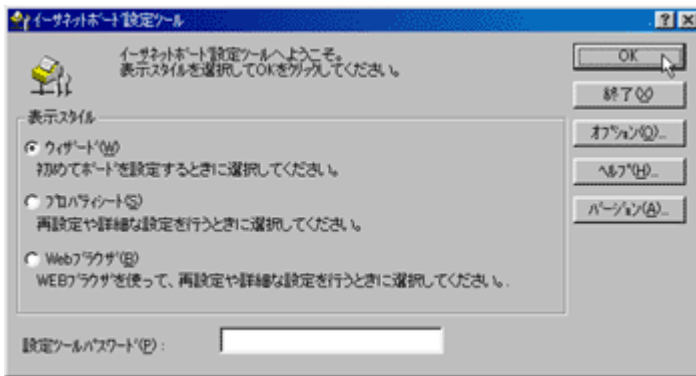 イーサネットボード設定ツール
イーサネットボード設定ツールへようこそ。
表示スタイルを選択してOKをクリックしてください。
OK
終了(X)
オプション(O)...
ヘルプ(H)...
バージョン(A)...
表示スタイル
ウィザード(W)
初めてボードを設定するときに選択してください。
プロパティシート(S)
再設定や詳細な設定を行うときに選択してください。
Webブラウザ(B)
WEBブラウザを使って、再設定や詳細な設定を行うときに選択してください。.
設定ツールパスワード(P) :